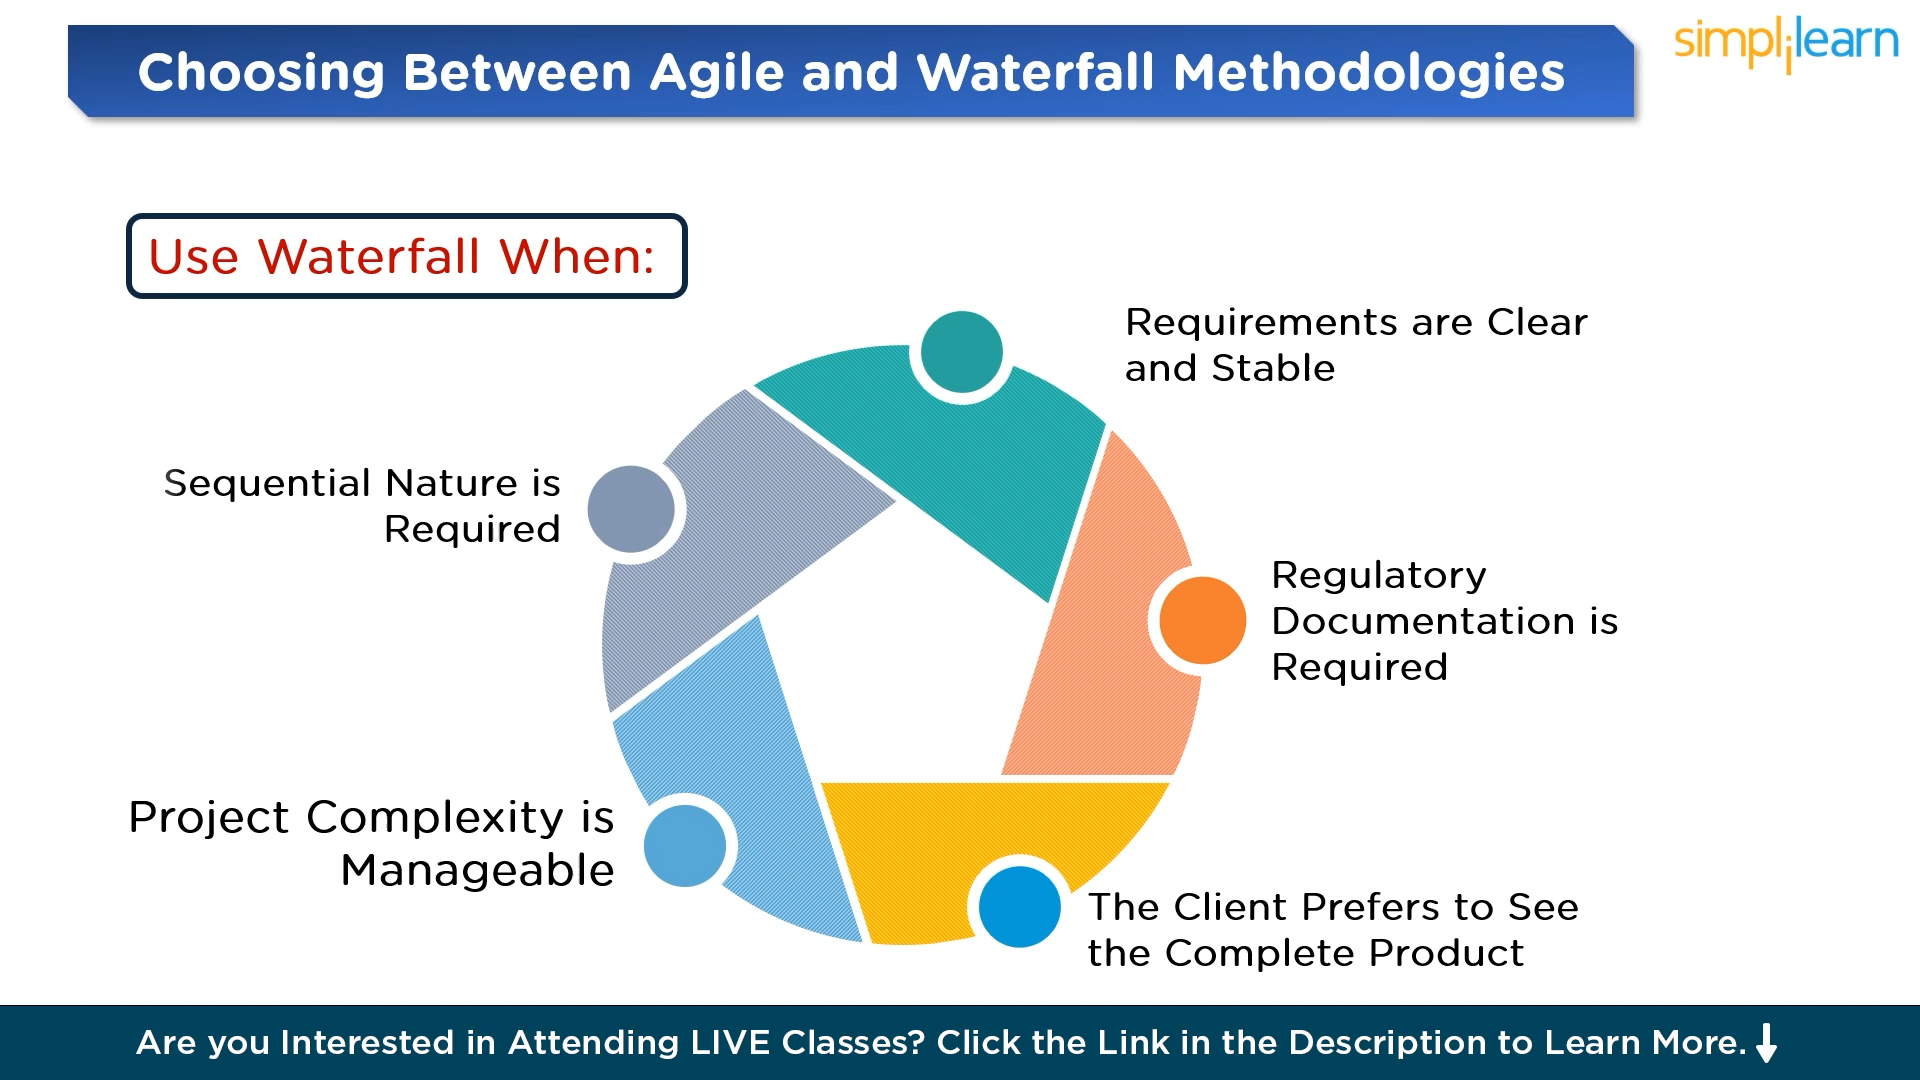 Choosing Between Agile and Waterfall Methodologies
simplilearn
Use Waterfall When:
Requirements are Clear
and Stable
Sequential Nature is
Required
Regulatory
Documentation is
Required
Project Complexity is
Manageable
The Client Prefers to See
the Complete Product
Are you Interested in Attending LIVE Classes? Click the Link in the Description to Learn More.